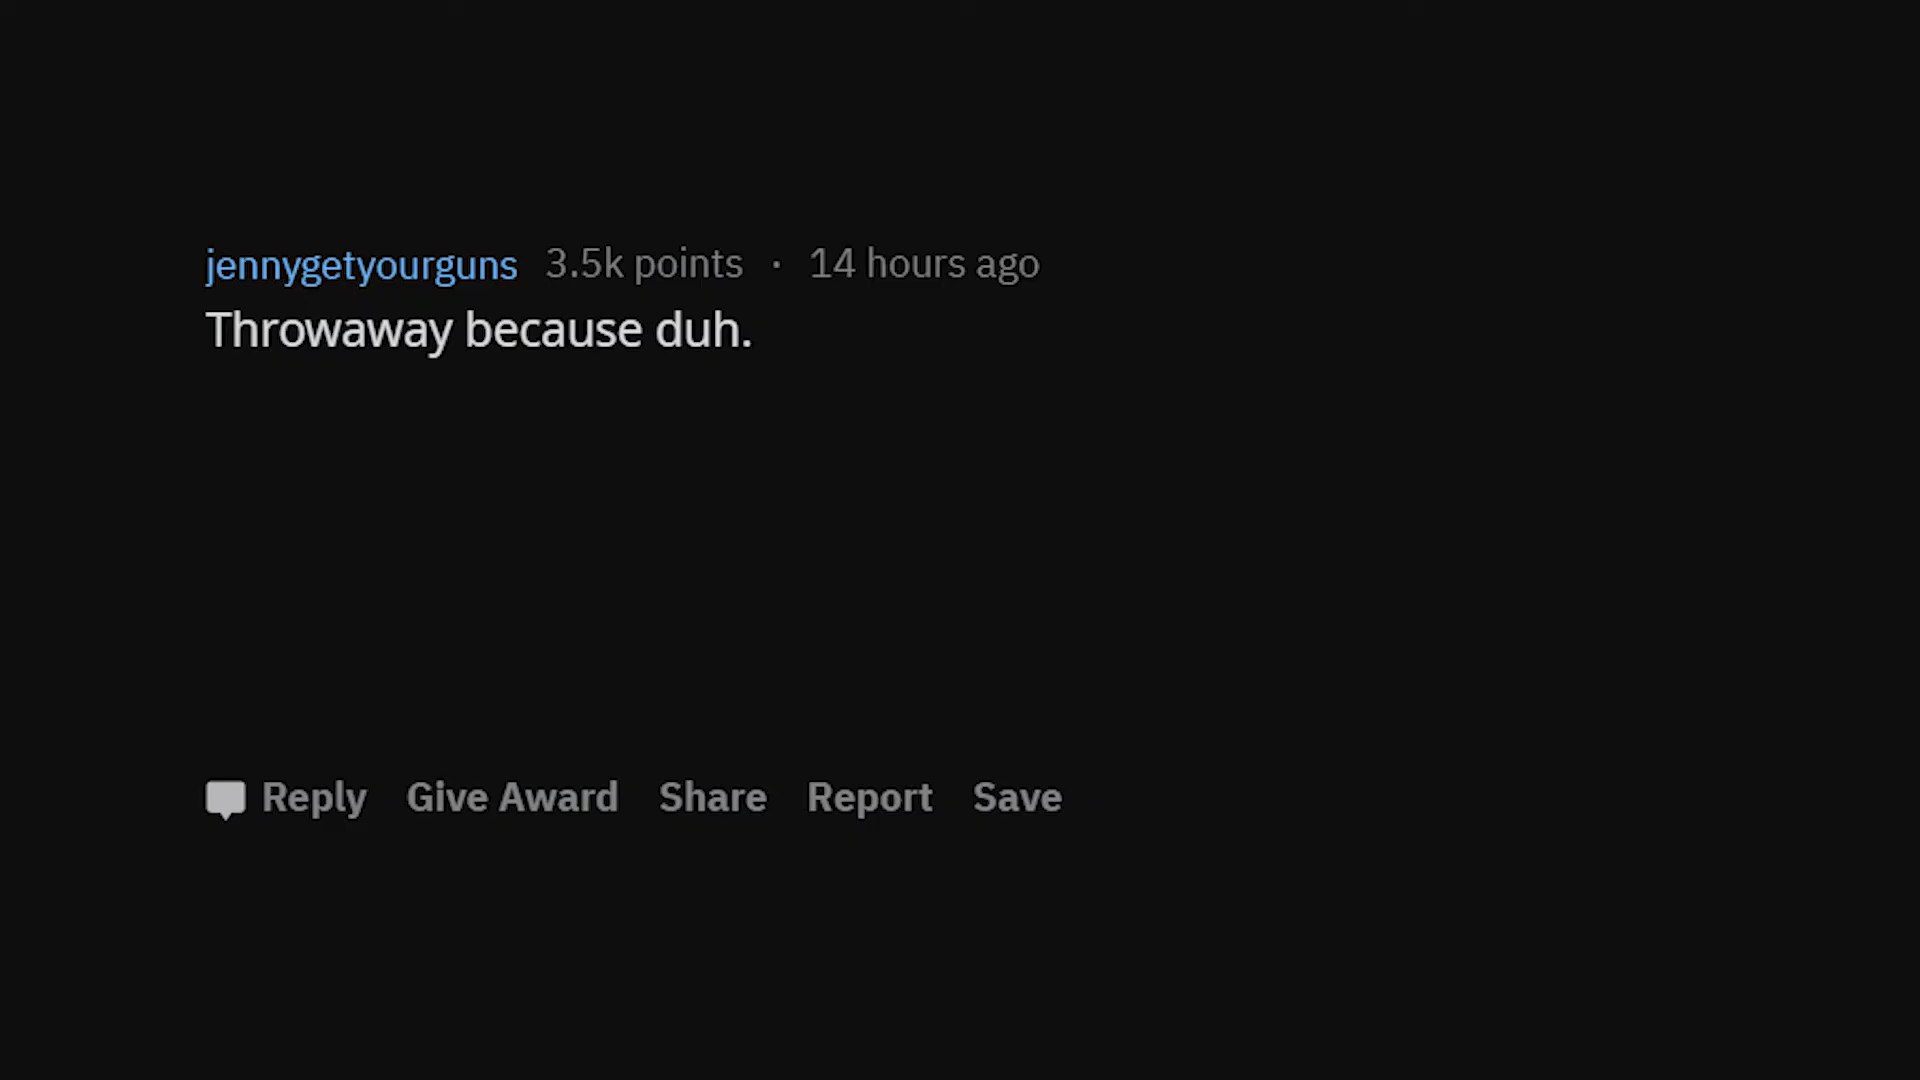 jennygetyourguns 3.5k points · 14 hours ago
Throwaway because duh.
Reply Give Award Share Report Save